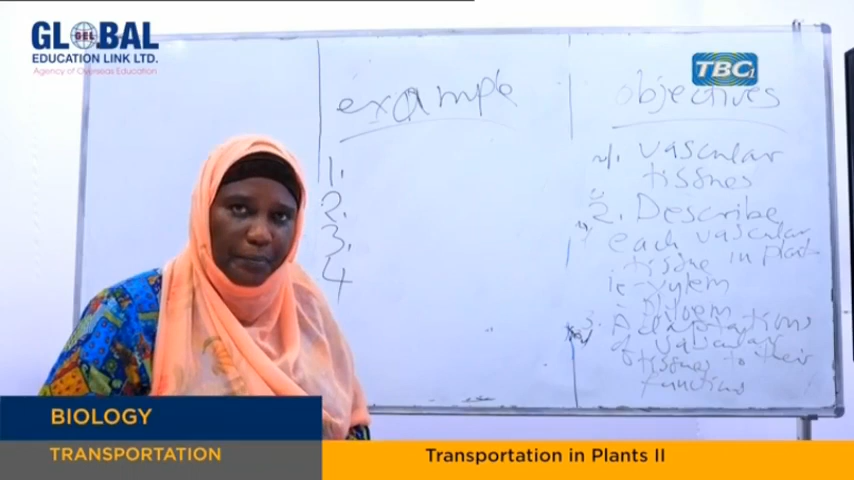 GLOBAL
GEL
EDUCATION LINK LTD.
Agency of Overseas Education
TBC1
example
1.
2.
3.
4
objectives
1. vascular
tissues
2. Describe
each vascular
tissue in plants
ie xylem
phloem
3. Adaptations
of vascular
tissues to their
functions
BIOLOGY
TRANSPORTATION
Transportation in Plants II